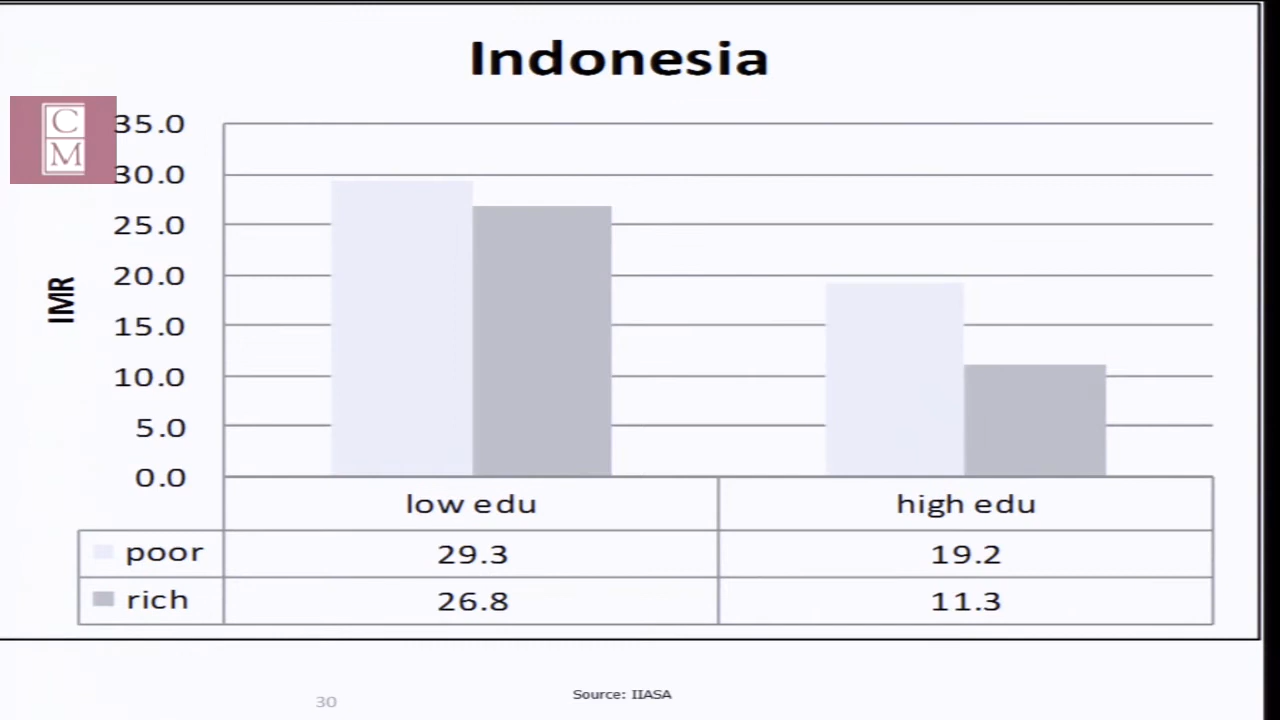 Indonesia
C
M
35.0
30.0
25.0
20.0
15.0
10.0
5.0
0.0
IMR
low edu high edu
poor 29.3 19.2
rich 26.8 11.3
30
Source: IIASA